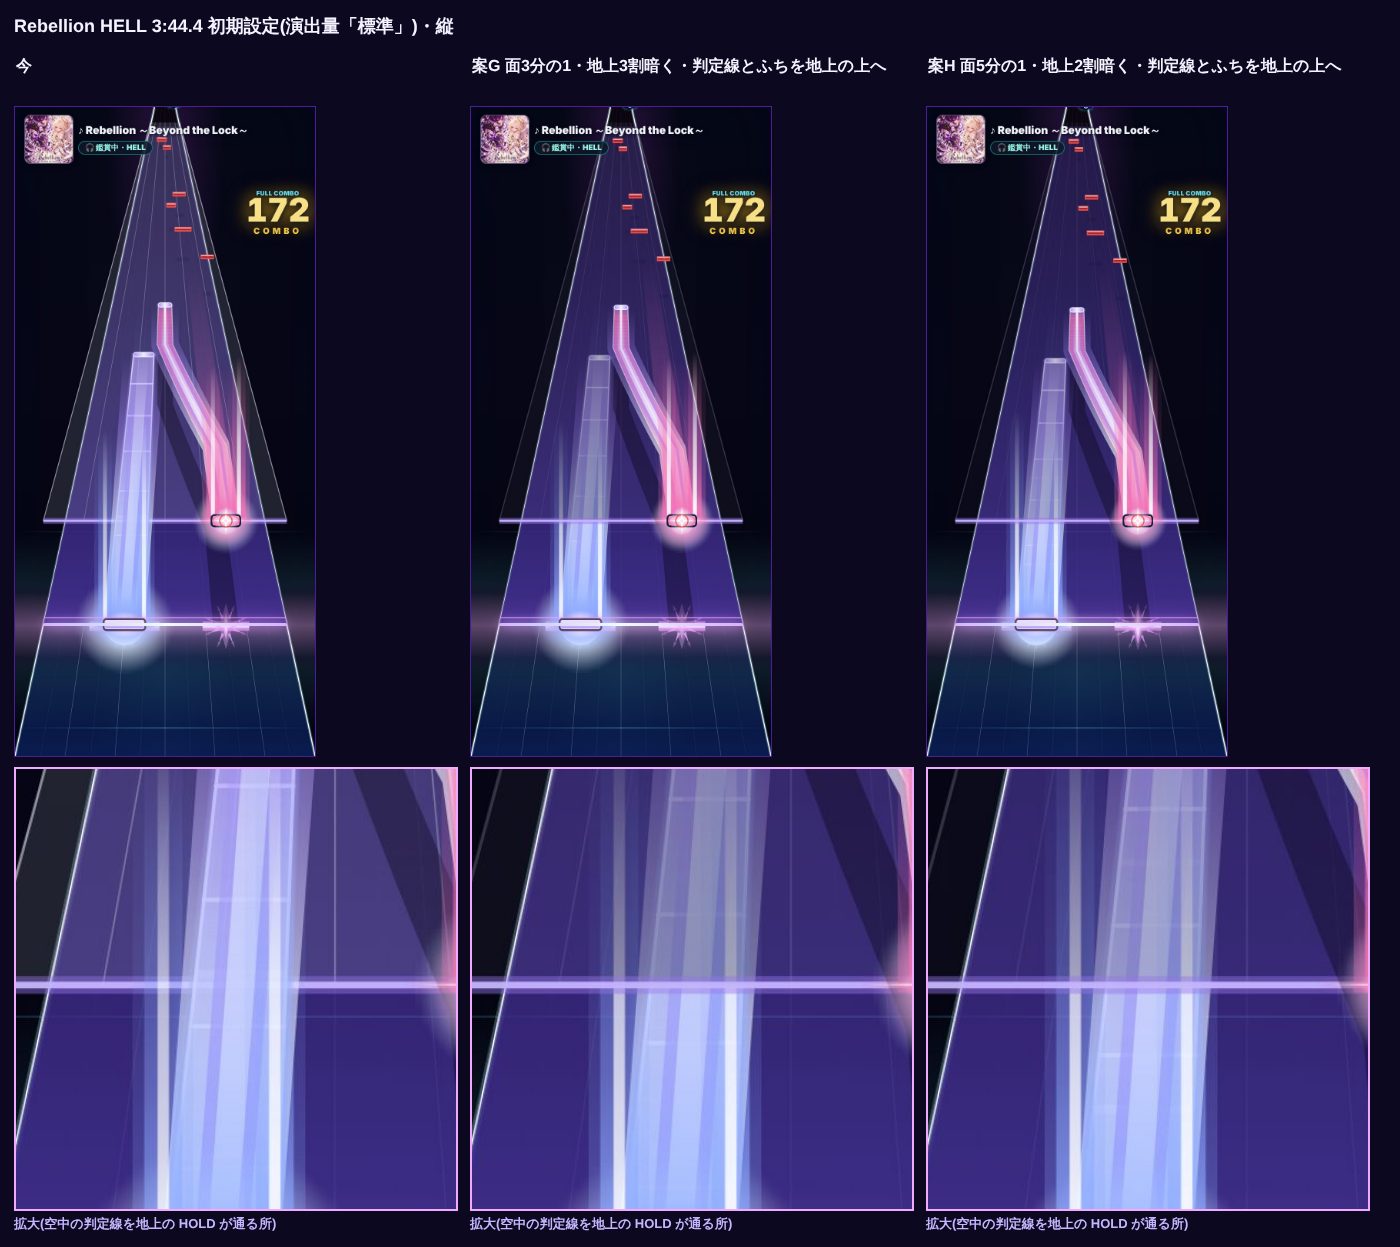 Rebellion HELL 3:44.4 初期設定(演出量「標準」)・縦
今
案G 面3分の1・地上3割暗く・判定線とふちを地上の上へ
案H 面5分の1・地上2割暗く・判定線とふちを地上の上へ
♪ Rebellion ～Beyond the Lock～
🎧 鑑賞中・HELL
FULL COMBO
172
COMBO
♪ Rebellion ～Beyond the Lock～
🎧 鑑賞中・HELL
FULL COMBO
172
COMBO
♪ Rebellion ～Beyond the Lock～
🎧 鑑賞中・HELL
FULL COMBO
172
COMBO
拡大(空中の判定線を地上の HOLD が通る所)
拡大(空中の判定線を地上の HOLD が通る所)
拡大(空中の判定線を地上の HOLD が通る所)